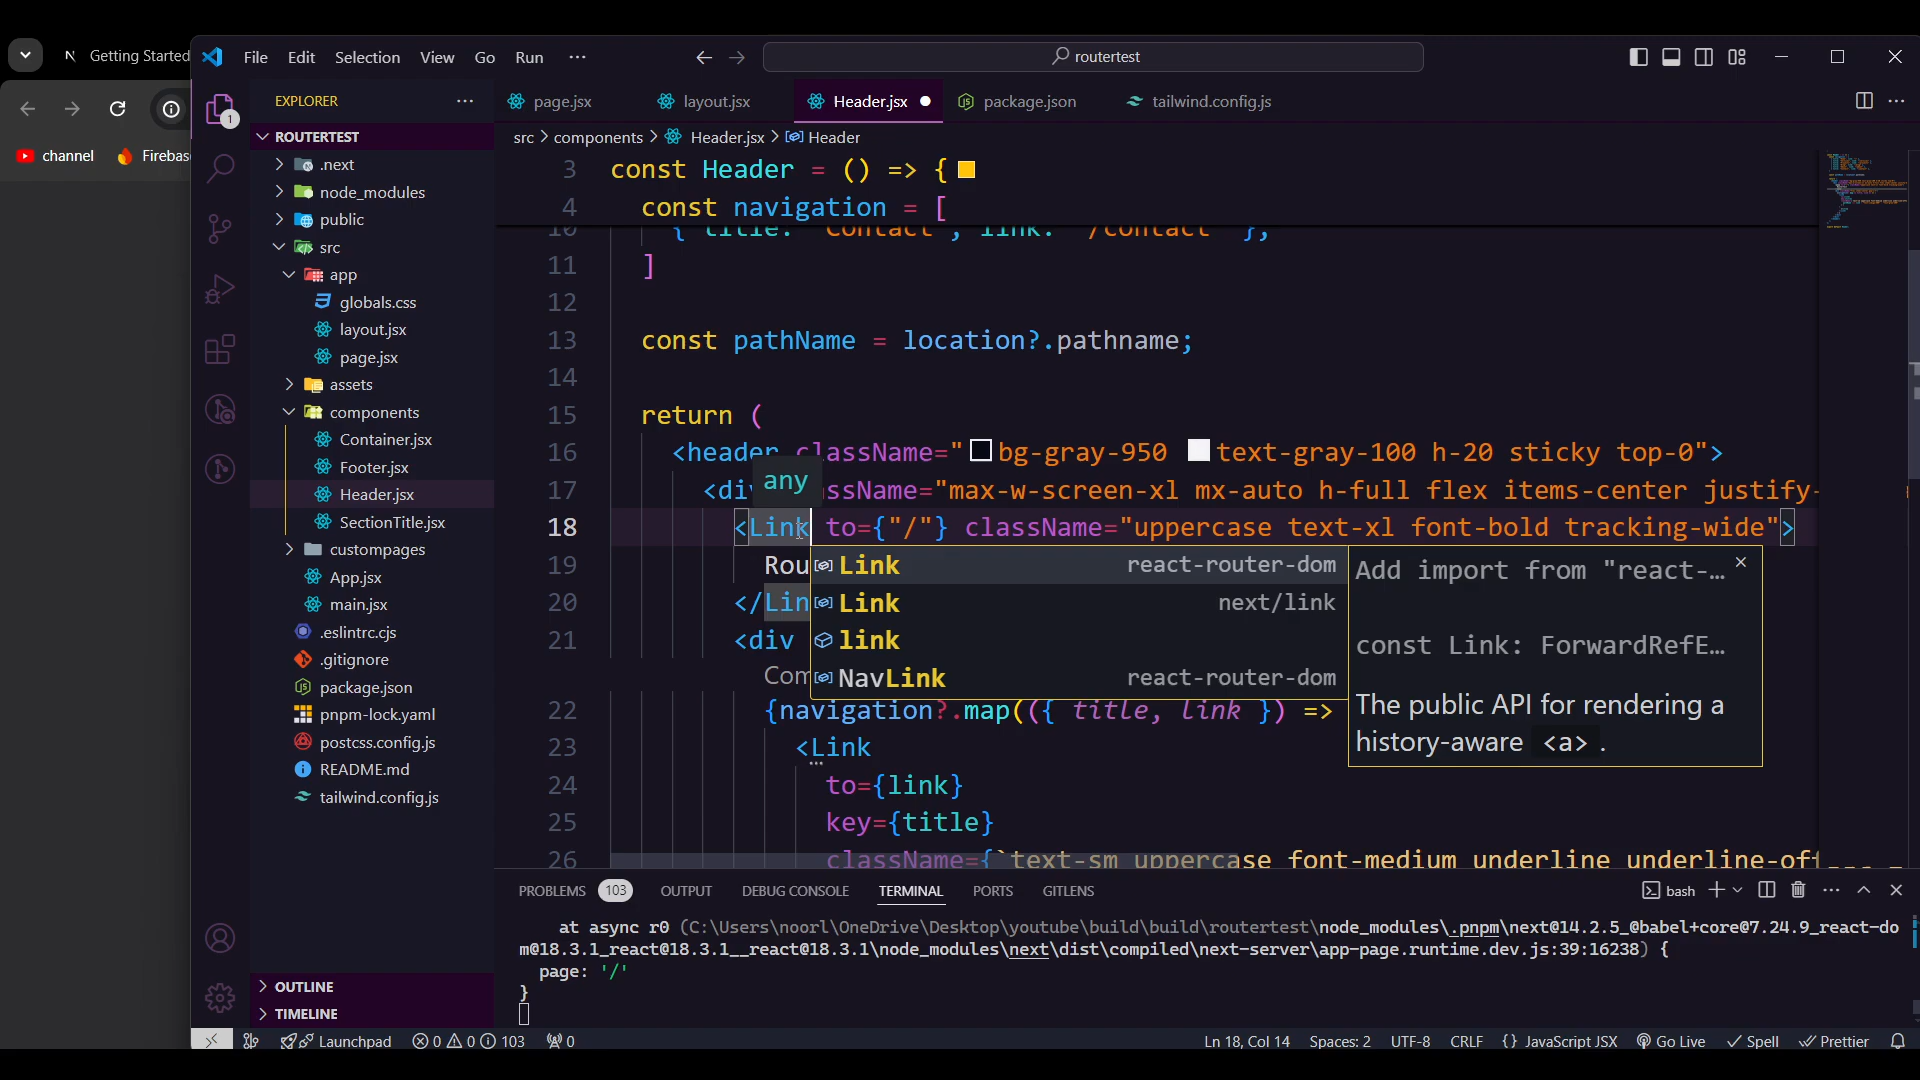 Getting Started
File Edit Selection View Go Run ···
routertest
channel
Firebas
1
EXPLORER ···
ROUTERTEST
.next
node_modules
public
src
app
globals.css
layout.jsx
page.jsx
assets
components
Container.jsx
Footer.jsx
Header.jsx
SectionTitle.jsx
custompages
App.jsx
main.jsx
.eslintrc.cjs
.gitignore
package.json
pnpm-lock.yaml
postcss.config.js
README.md
tailwind.config.js
OUTLINE
TIMELINE
page.jsx layout.jsx Header.jsx package.json tailwind.config.js
src > components > Header.jsx > Header
3 const Header = () => {
4 const navigation = [
10 { title: "Contact", link: "/contact" },
11 ]
12
13 const pathName = location?.pathname;
14
15 return (
16 <header className="bg-gray-950 text-gray-100 h-20 sticky top-0">
any
17 <div className="max-w-screen-xl mx-auto h-full flex items-center justify-
18 <Link to={"/"} className="uppercase text-xl font-bold tracking-wide">
19 Rou
20 </Lin
21 <div
Com
Link react-router-dom
Link next/link
link
NavLink react-router-dom
Add import from "react-…
const Link: ForwardRefE…
The public API for rendering a
history-aware <a> .
22 {navigation?.map(({ title, link }) =>
23 <Link
24 to={link}
25 key={title}
26 className={`text-sm uppercase font-medium underline underline-of
PROBLEMS 103 OUTPUT DEBUG CONSOLE TERMINAL PORTS GITLENS
bash
at async r0 (C:\Users\noorl\OneDrive\Desktop\youtube\build\build\routertest\node_modules\.pnpm\next@14.2.5_@babel+core@7.24.9_react-do
m@18.3.1_react@18.3.1__react@18.3.1\node_modules\next\dist\compiled\next-server\app-page.runtime.dev.js:39:16238) {
page: '/'
}
Launchpad 0 0 103 0 Ln 18, Col 14 Spaces: 2 UTF-8 CRLF {} JavaScript JSX Go Live Spell Prettier